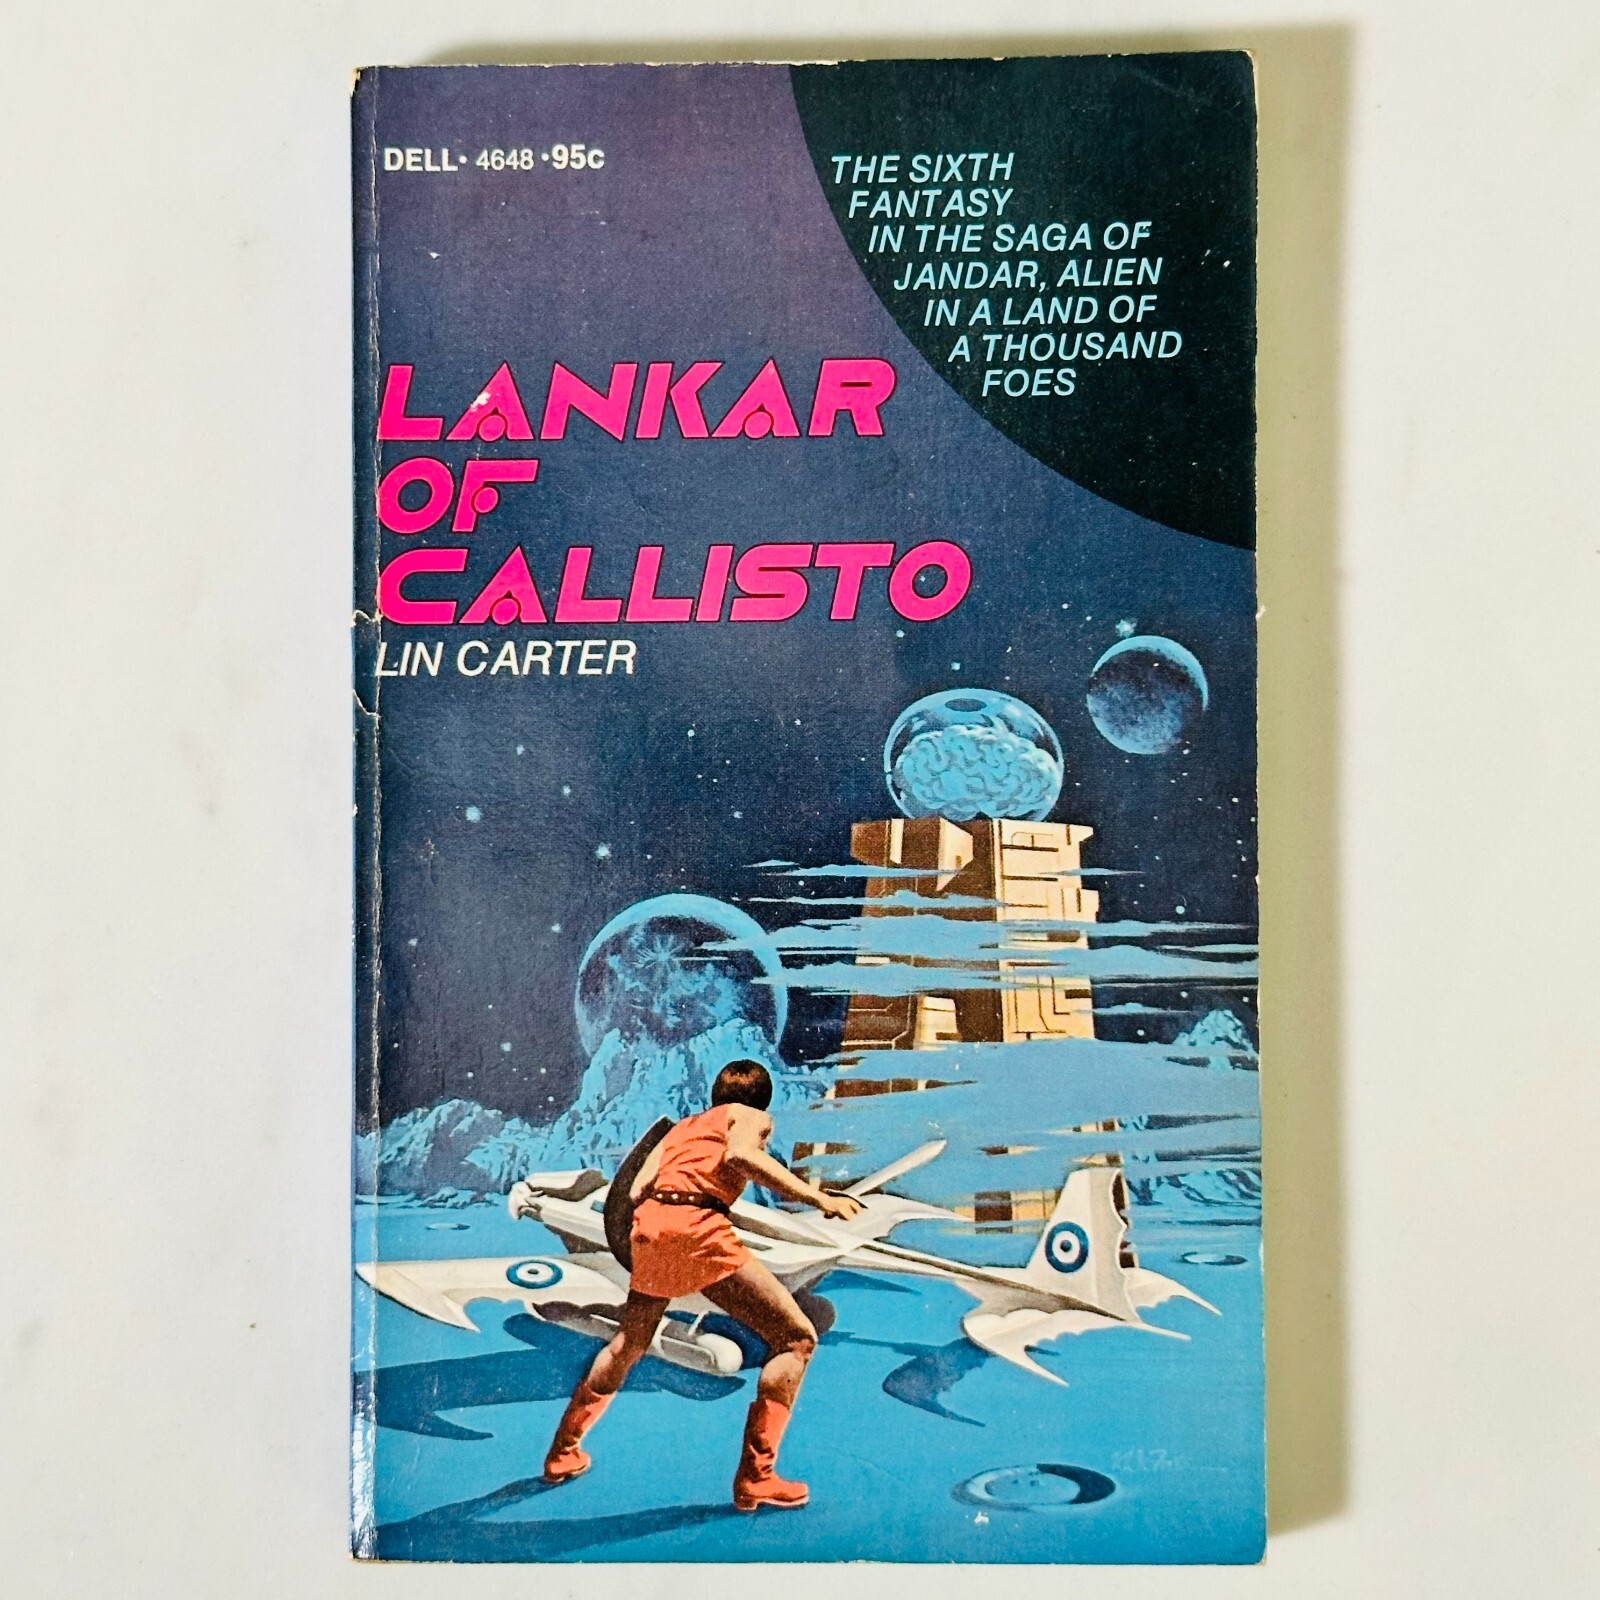 DELL• 4648 •95c
THE SIXTH
FANTASY
IN THE SAGA OF
JANDAR, ALIEN
IN A LAND OF
A THOUSAND
FOES
LANKAR
OF
CALLISTO
LIN CARTER